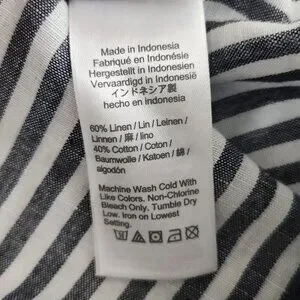 Made in Indonesia
Fabriqué en Indonésie
Hergestellt in Indonesien
Vervaardigd in Indonesië
インドネシア製
hecho en indonesia
60% Linen / Lin / Leinen /
Linnen / 麻 / lino
40% Cotton / Coton /
Baumwolle / Katoen / 綿 /
algodón
Machine Wash Cold With
Like Colors. Non-Chlorine
Bleach Only. Tumble Dry
Low. Iron on Lowest
Setting.